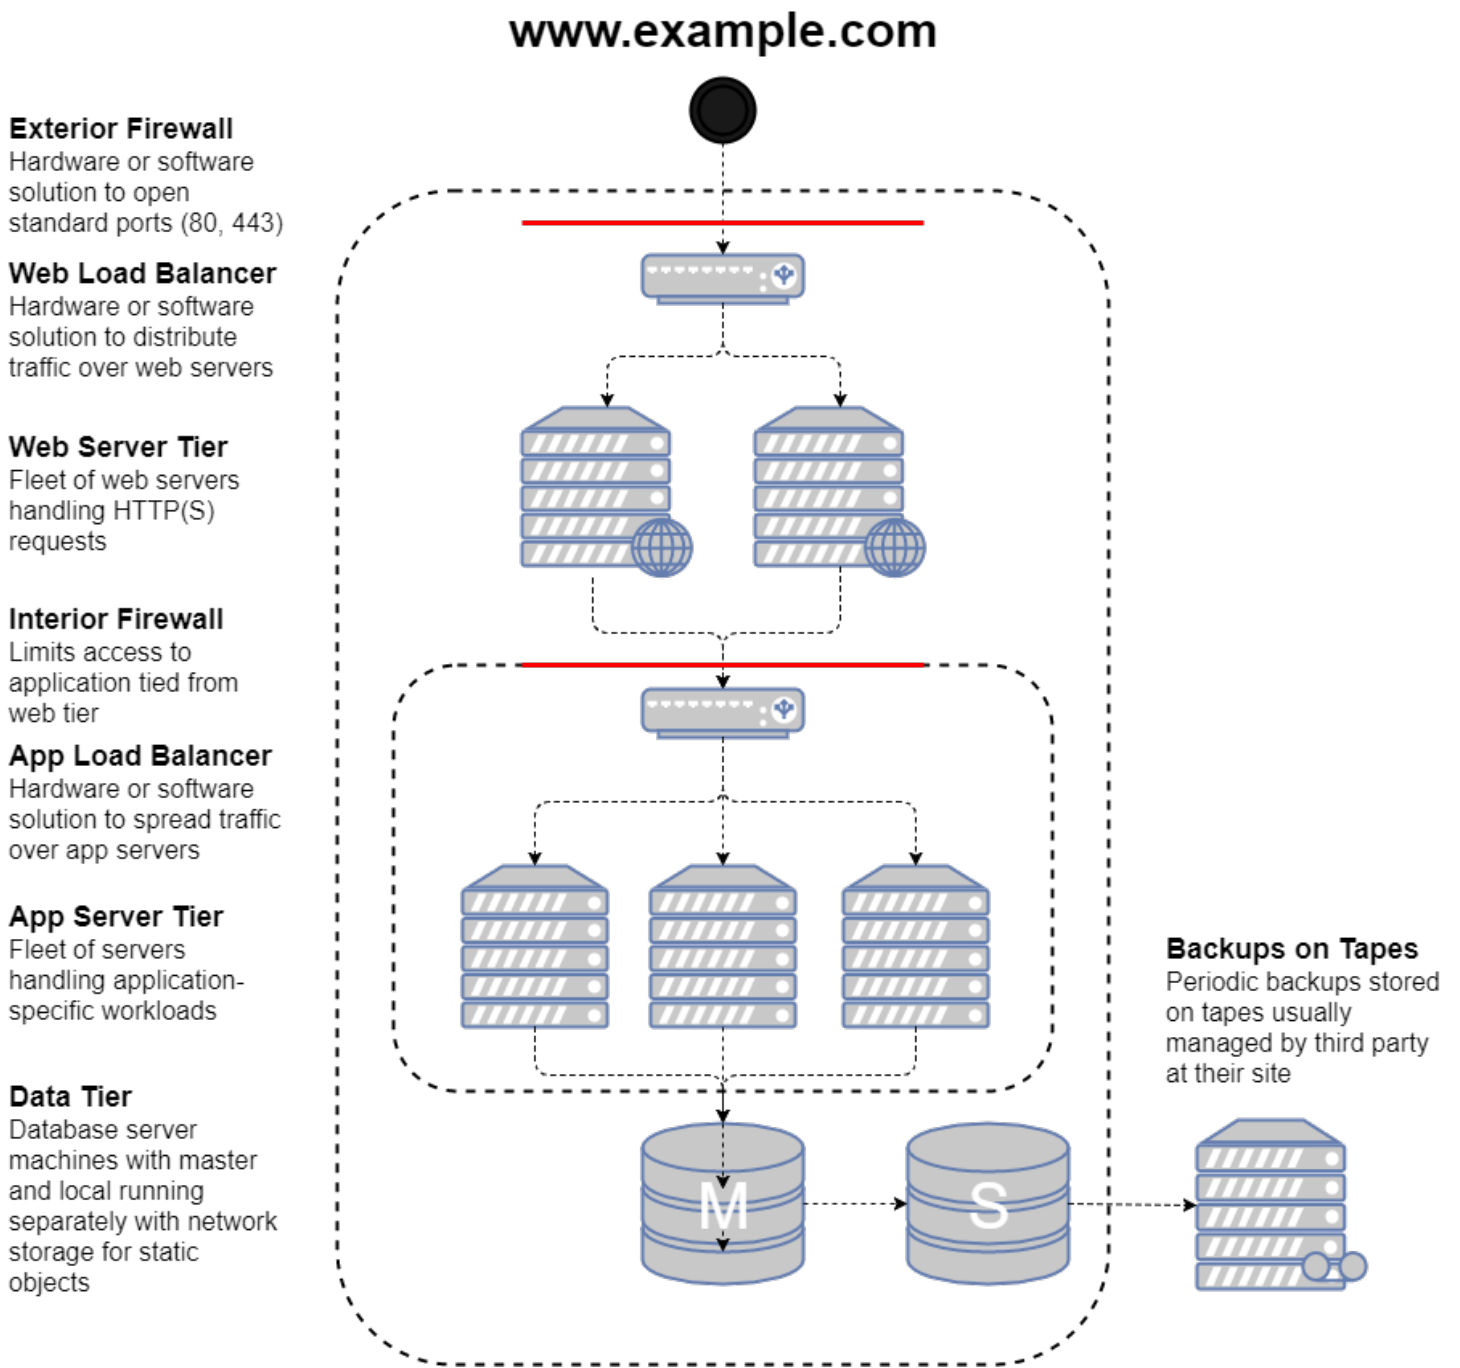 www.example.com
Exterior Firewall
Hardware or software
solution to open
standard ports (80, 443)
Web Load Balancer
Hardware or software
solution to distribute
traffic over web servers
Web Server Tier
Fleet of web servers
handling HTTP(S)
requests
Interior Firewall
Limits access to
application tied from
web tier
App Load Balancer
Hardware or software
solution to spread traffic
over app servers
App Server Tier
Fleet of servers
handling application-
specific workloads
Data Tier
Database server
machines with master
and local running
separately with network
storage for static
objects
M
S
Backups on Tapes
Periodic backups stored
on tapes usually
managed by third party
at their site